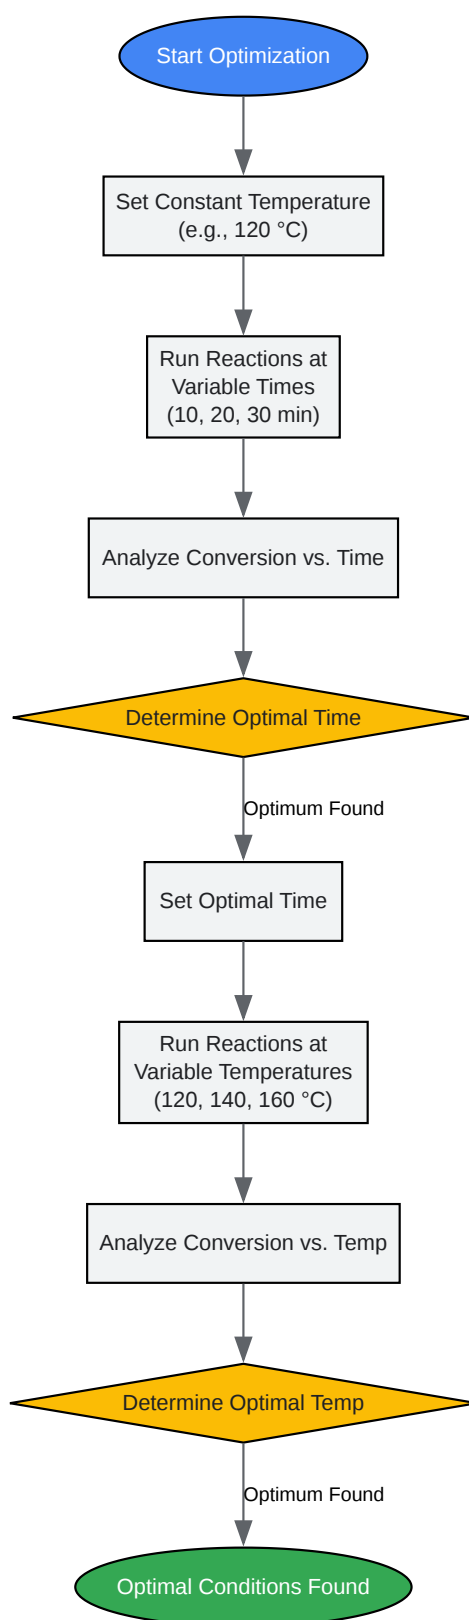 Start Optimization
Set Constant Temperature
(e.g., 120 °C)
Run Reactions at
Variable Times
(10, 20, 30 min)
Analyze Conversion vs. Time
Determine Optimal Time
Optimum Found
Set Optimal Time
Run Reactions at
Variable Temperatures
(120, 140, 160 °C)
Analyze Conversion vs. Temp
Determine Optimal Temp
Optimum Found
Optimal Conditions Found